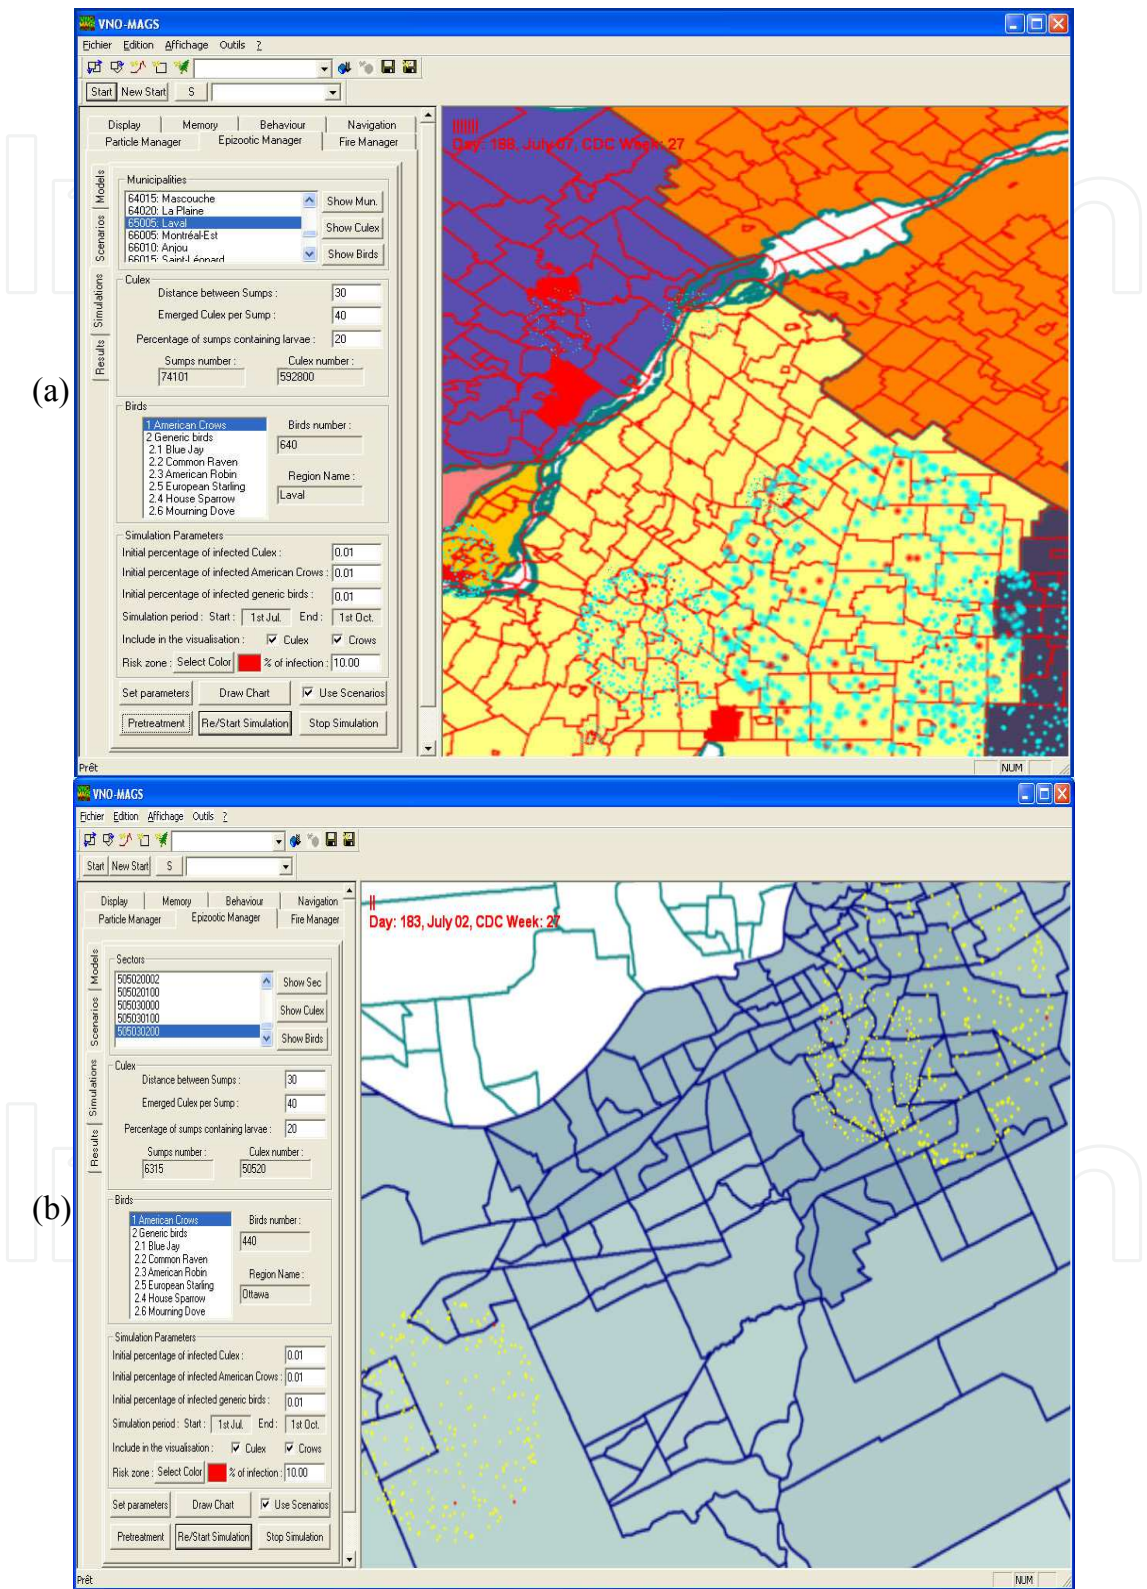 VNO-MAGS
Fichier Edition Affichage Outils ?
Start New Start S
Display Memory Behaviour Navigation
Particle Manager Epizootic Manager Fire Manager
Models
Scenarios
Simulations
Results
Municipalities
64015: Mascouche
64020: La Plaine
65005: Laval
66005: Montréal-Est
66010: Anjou
66015: Saint-Léonard
Show Mun.
Show Culex
Show Birds
Culex
Distance between Sumps : 30
Emerged Culex per Sump : 40
Percentage of sumps containing larvae : 20
Sumps number : Culex number :
74101 592800
(a)
Birds
1 American Crows
2 Generic birds
2.1 Blue Jay
2.2 Common Raven
2.3 American Robin
2.5 European Starling
2.4 House Sparrow
2.6 Mourning Dove
Birds number :
640
Region Name :
Laval
Simulation Parameters
Initial percentage of infected Culex : 0.01
Initial percentage of infected American Crows : 0.01
Initial percentage of infected generic birds : 0.01
Simulation period : Start : 1st Jul. End : 1st Oct.
Include in the visualisation : Culex Crows
Risk zone : Select Color % of infection : 10.00
Set parameters Draw Chart Use Scenarios
Pretreatment Re/Start Simulation Stop Simulation
Day: 188, July 07, CDC Week: 27
Prêt NUM
VNO-MAGS
Fichier Edition Affichage Outils ?
Start New Start S
Display Memory Behaviour Navigation
Particle Manager Epizootic Manager Fire Manager
Models
Scenarios
Simulations
Results
Sectors
505020002
505020100
505030000
505030100
505030200
Show Sec
Show Culex
Show Birds
Culex
Distance between Sumps : 30
Emerged Culex per Sump : 40
Percentage of sumps containing larvae : 20
Sumps number : Culex number :
6315 50520
(b)
Birds
1 American Crows
2 Generic birds
2.1 Blue Jay
2.2 Common Raven
2.3 American Robin
2.5 European Starling
2.4 House Sparrow
2.6 Mourning Dove
Birds number :
440
Region Name :
Ottawa
Simulation Parameters
Initial percentage of infected Culex : 0.01
Initial percentage of infected American Crows : 0.01
Initial percentage of infected generic birds : 0.01
Simulation period : Start : 1st Jul. End : 1st Oct.
Include in the visualisation : Culex Crows
Risk zone : Select Color % of infection : 10.00
Set parameters Draw Chart Use Scenarios
Pretreatment Re/Start Simulation Stop Simulation
Day: 183, July 02, CDC Week: 27
Prêt NUM